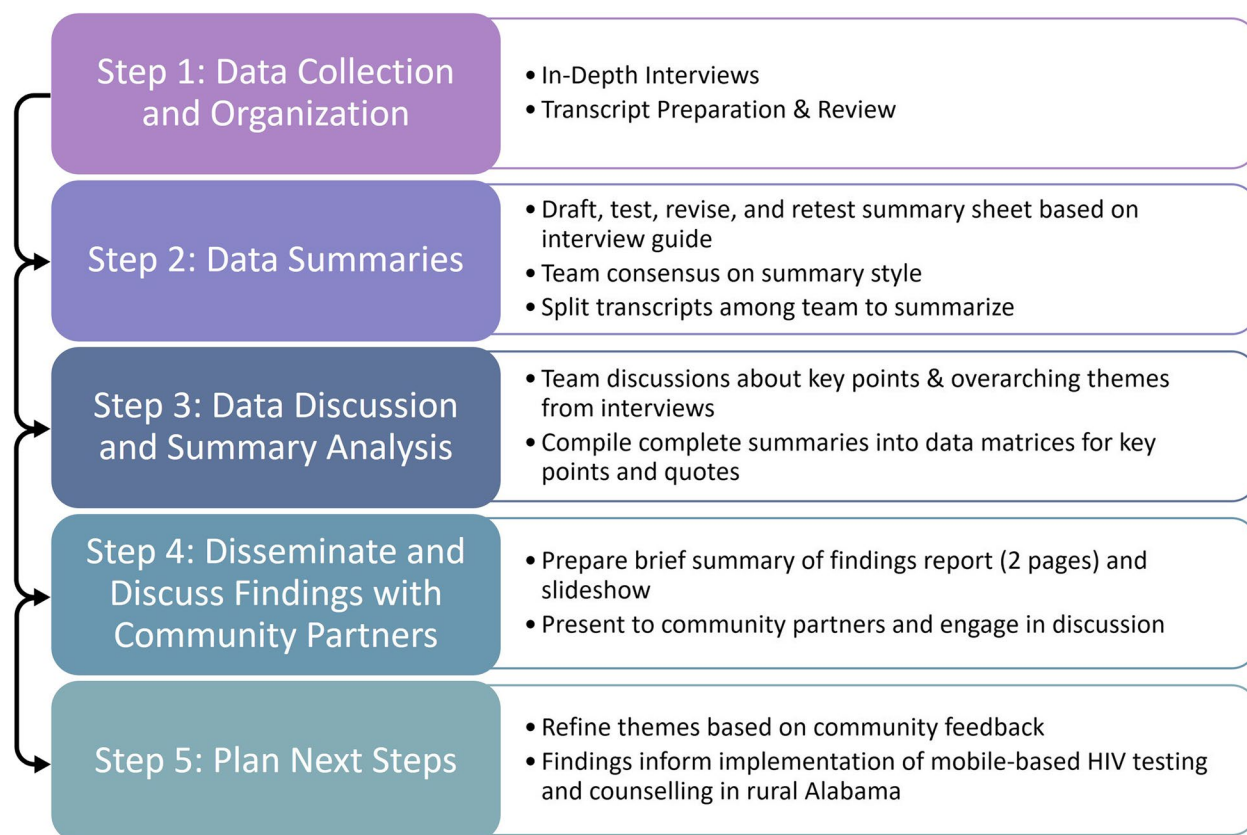 Step 1: Data Collection
and Organization
• In-Depth Interviews
• Transcript Preparation & Review
Step 2: Data Summaries
• Draft, test, revise, and retest summary sheet based on
interview guide
• Team consensus on summary style
• Split transcripts among team to summarize
Step 3: Data Discussion
and Summary Analysis
• Team discussions about key points & overarching themes
from interviews
• Compile complete summaries into data matrices for key
points and quotes
Step 4: Disseminate and
Discuss Findings with
Community Partners
• Prepare brief summary of findings report (2 pages) and
slideshow
• Present to community partners and engage in discussion
Step 5: Plan Next Steps
• Refine themes based on community feedback
• Findings inform implementation of mobile-based HIV testing
and counselling in rural Alabama